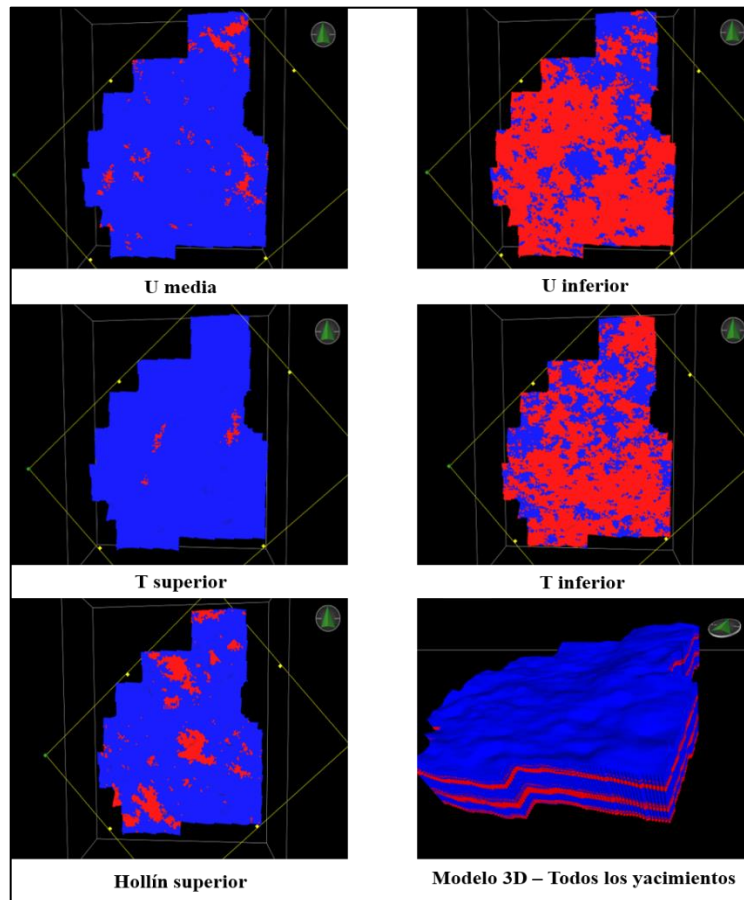 U media
U inferior
T superior
T inferior
Hollín superior
Modelo 3D – Todos los yacimientos